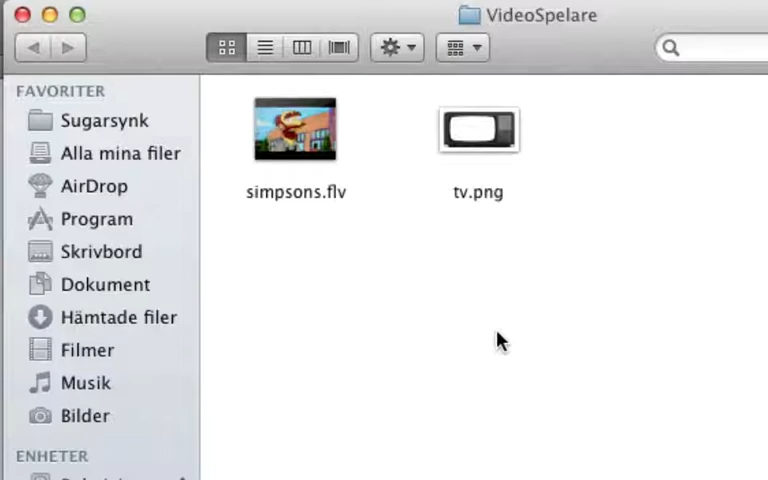 VideoSpelare
FAVORITER
Sugarsynk
Alla mina filer
AirDrop
Program
Skrivbord
Dokument
Hämtade filer
Filmer
Musik
Bilder
ENHETER
simpsons.flv
tv.png